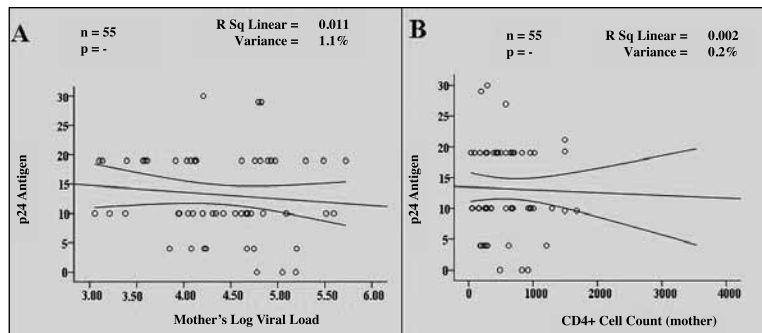 A
n = 55
p = -
R Sq Linear = 0.011
Variance = 1.1%
p24 Antigen
30
25
20
15
10
5
0
3.00 3.50 4.00 4.50 5.00 5.50 6.00
Mother's Log Viral Load
B
n = 55
p = -
R Sq Linear = 0.002
Variance = 0.2%
p24 Antigen
30
25
20
15
10
5
0
0 1000 2000 3000 4000
CD4+ Cell Count (mother)